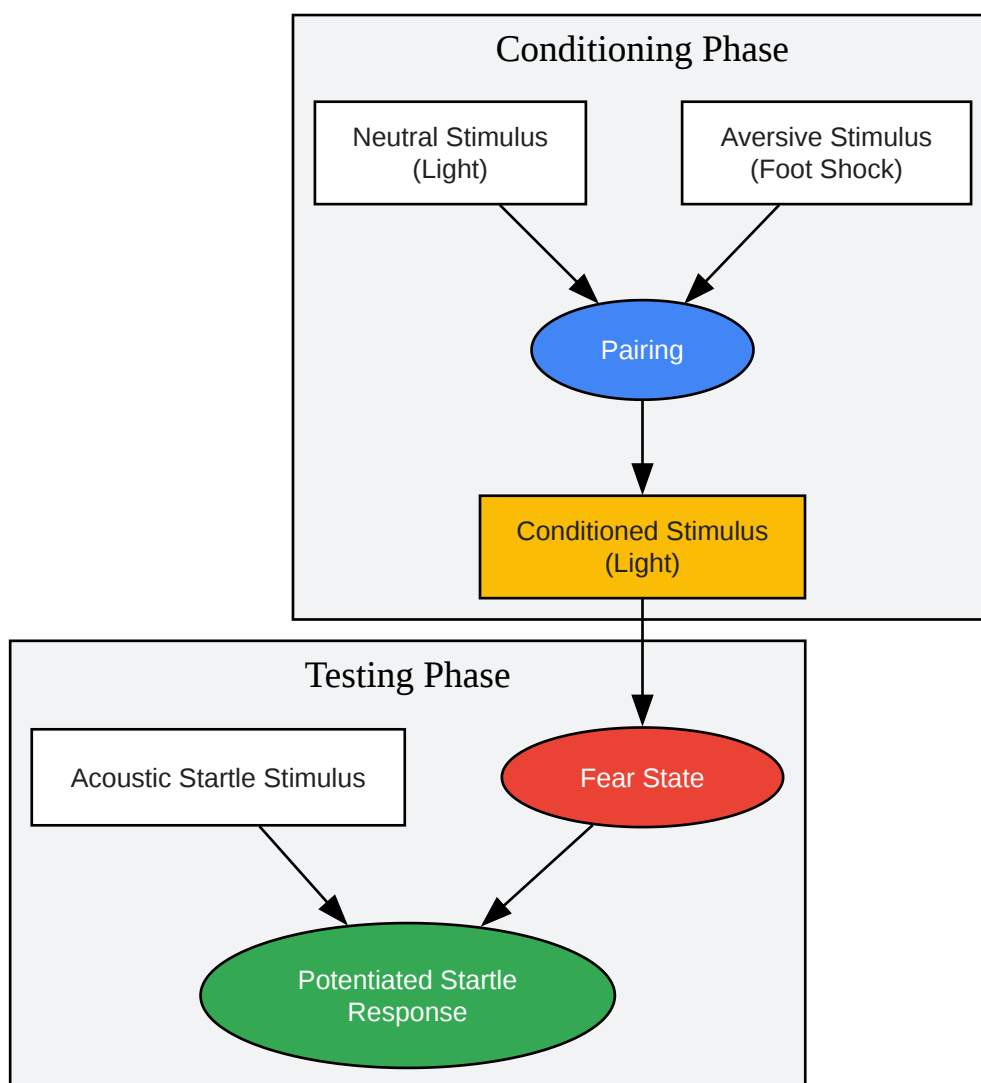 Conditioning Phase
Neutral Stimulus
(Light)
Aversive Stimulus
(Foot Shock)
Pairing
Conditioned Stimulus
(Light)
Testing Phase
Acoustic Startle Stimulus
Fear State
Potentiated Startle
Response